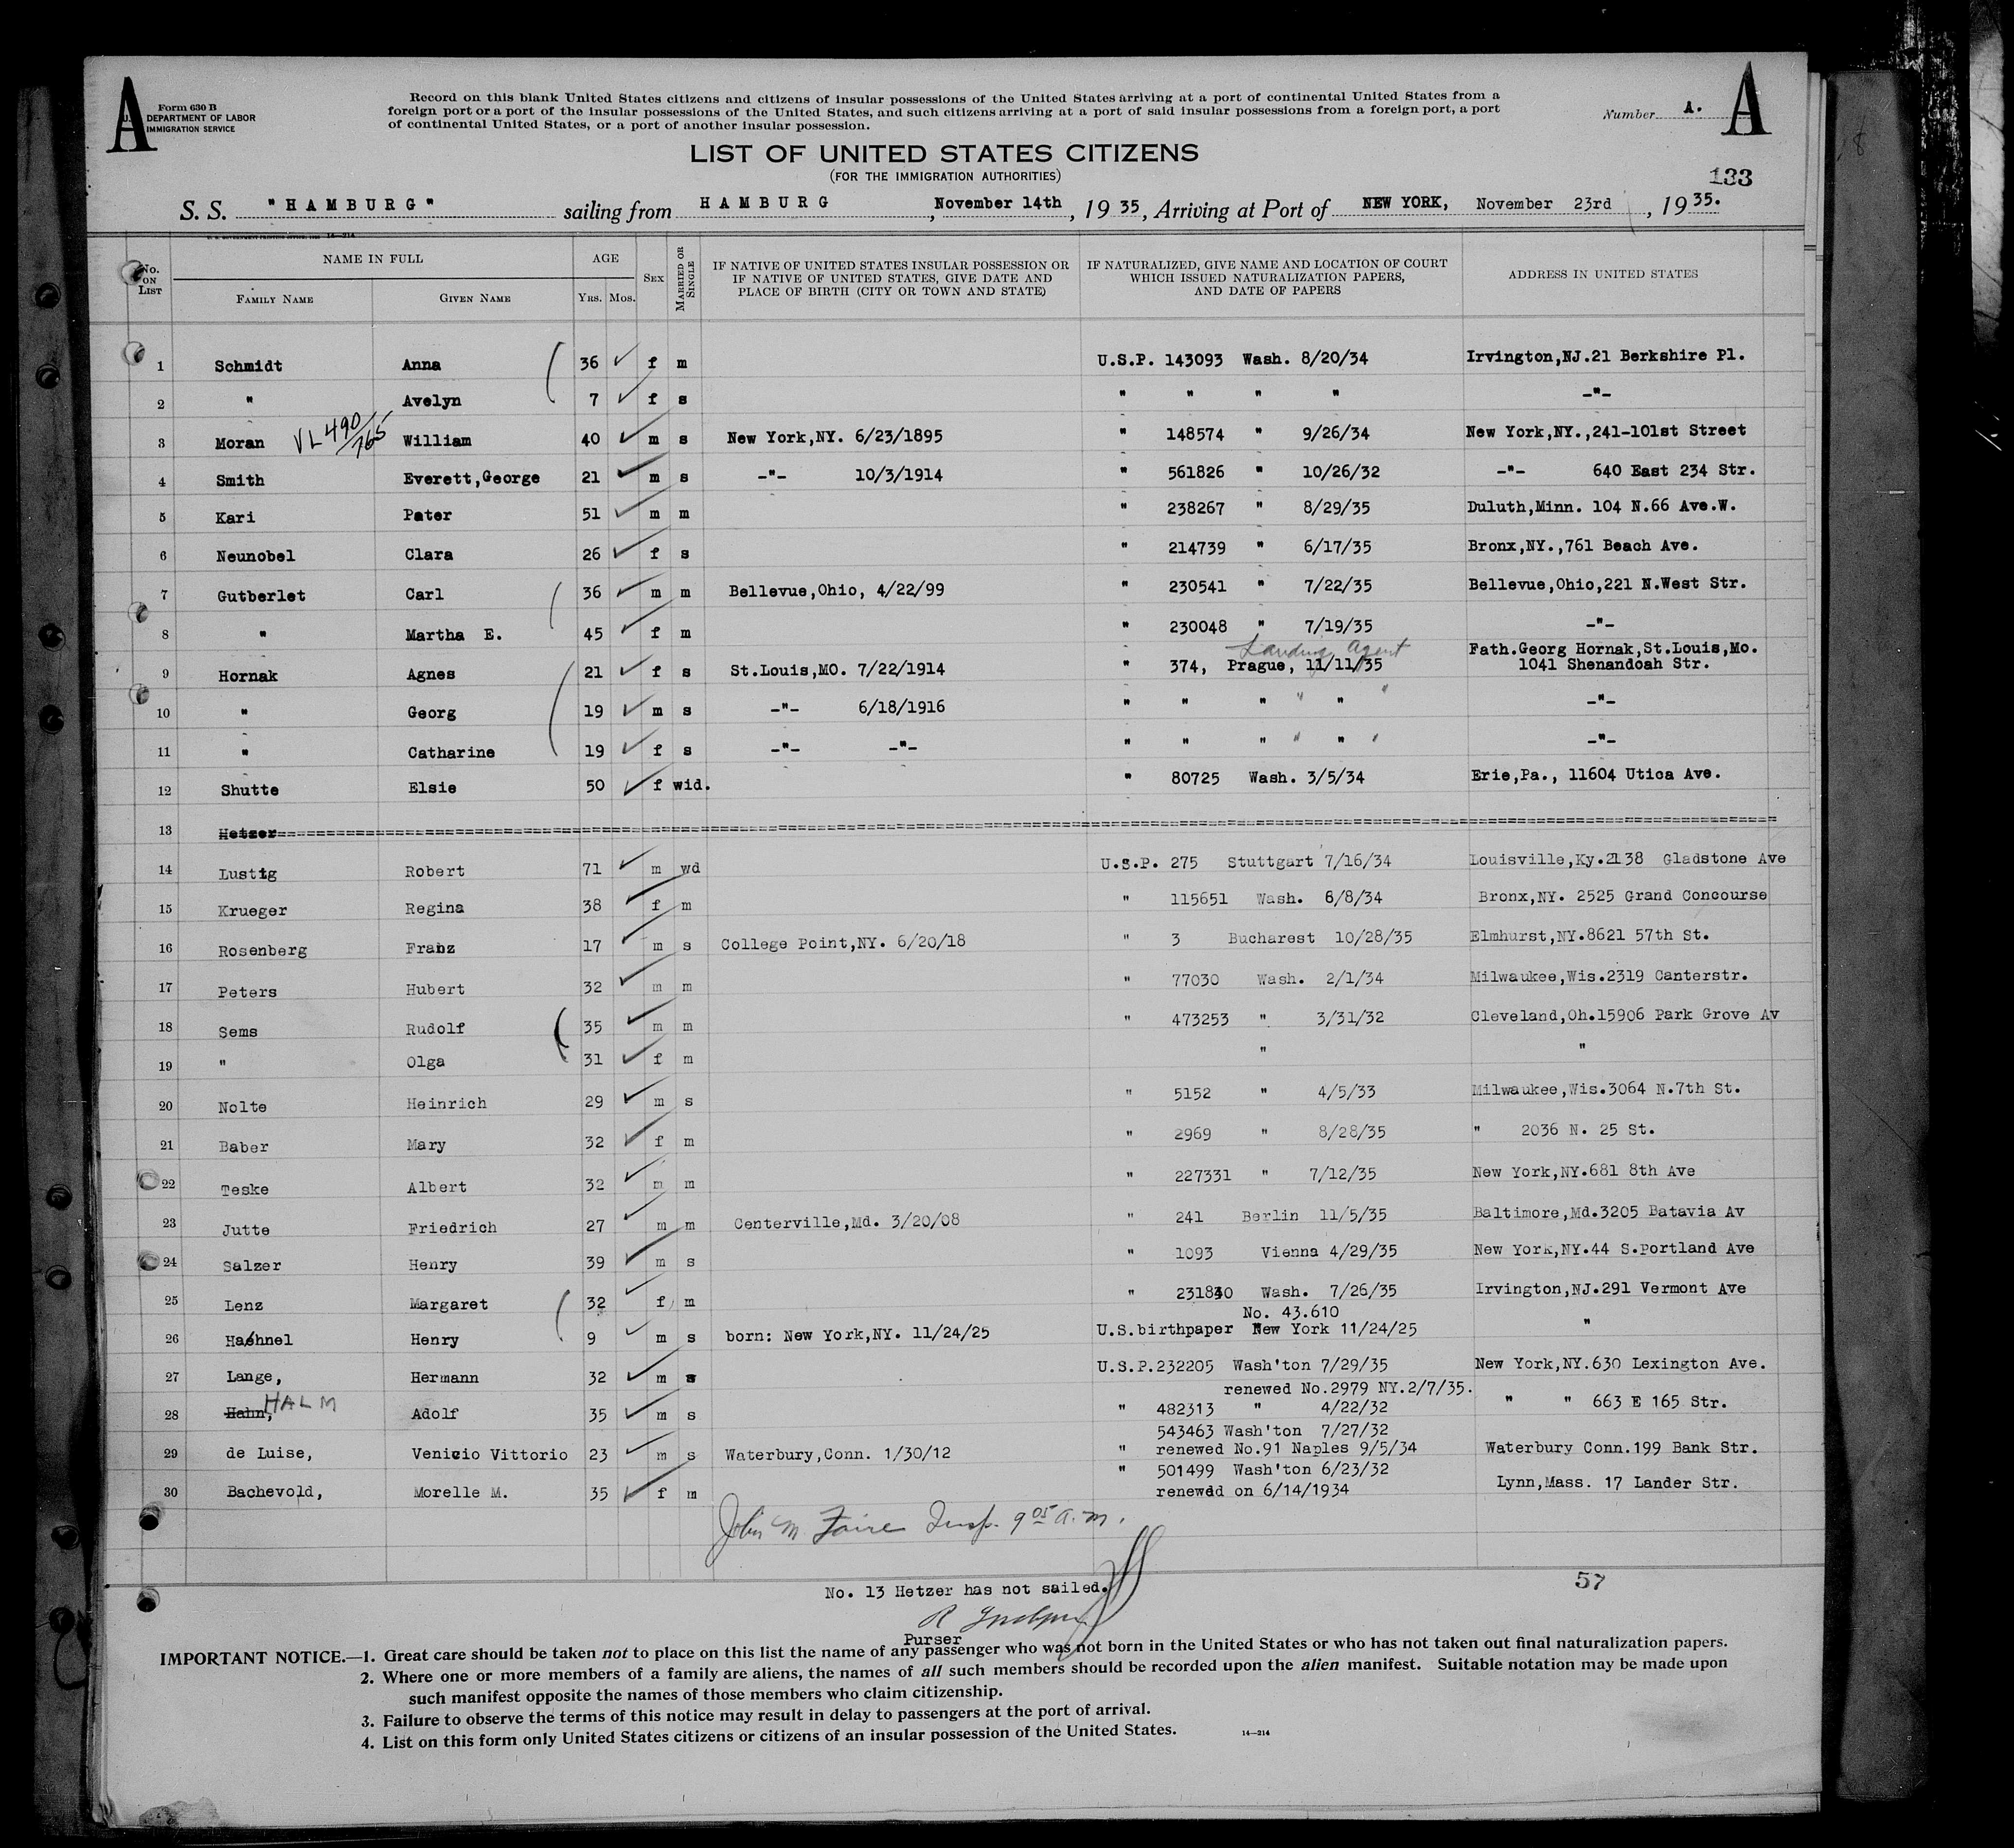 A
Form 630 B
U.S. DEPARTMENT OF LABOR
IMMIGRATION SERVICE
Record on this blank United States citizens and citizens of insular possessions of the United States arriving at a port of continental United States from a
foreign port or a port of the insular possessions of the United States, and such citizens arriving at a port of said insular possessions from a foreign port, a port
of continental United States, or a port of another insular possession.
Number A.
A
LIST OF UNITED STATES CITIZENS
(FOR THE IMMIGRATION AUTHORITIES)
133
S. S. "HAMBURG" sailing from HAMBURG, November 14th, 1935, Arriving at Port of NEW YORK, November 23rd, 1935.
14—214
No. ON LIST
NAME IN FULL
FAMILY NAME
GIVEN NAME
AGE
YRS. MOS.
SEX
MARRIED OR SINGLE
IF NATIVE OF UNITED STATES INSULAR POSSESSION OR
IF NATIVE OF UNITED STATES, GIVE DATE AND
PLACE OF BIRTH (CITY OR TOWN AND STATE)
IF NATURALIZED, GIVE NAME AND LOCATION OF COURT
WHICH ISSUED NATURALIZATION PAPERS,
AND DATE OF PAPERS
ADDRESS IN UNITED STATES
1 Schmidt Anna 36 f m U.S.P. 143093 Wash. 8/20/34 Irvington,NJ.21 Berkshire Pl.
2 " Avelyn 7 f s " " " " -"-
3 Moran VL 490/765 William 40 m s New York,NY. 6/23/1895 " 148574 " 9/26/34 New York,NY.,241-101st Street
4 Smith Everett,George 21 m s -"- 10/3/1914 " 561826 " 10/26/32 -"- 640 East 234 Str.
5 Kari Pater 51 m m " 238267 " 8/29/35 Duluth,Minn. 104 N.66 Ave.W.
6 Neunobel Clara 26 f s " 214739 " 6/17/35 Bronx,NY.,761 Beach Ave.
7 Gutberlet Carl 36 m m Bellevue,Ohio, 4/22/99 " 230541 " 7/22/35 Bellevue,Ohio,221 N.West Str.
8 " Martha E. 45 f m " 230048 " 7/19/35 -"-
Landing Agent
Fath.Georg Hornak,St.Louis,Mo.
9 Hornak Agnes 21 f s St.Louis,MO. 7/22/1914 " 374, Prague, 11/11/35 1041 Shenandoah Str.
10 " Georg 19 m s -"- 6/18/1916 " " " " " " -"-
11 " Catharine 19 f s -"- -"- " " " " " " -"-
12 Shutte Elsie 50 f wid. " 80725 Wash. 3/5/34 Erie,Pa., 11604 Utica Ave.
13 Hetzer
14 Lustig Robert 71 m wd U.S.P. 275 Stuttgart 7/16/34 Louisville,Ky.2138 Gladstone Ave
15 Krueger Regina 38 f m " 115651 Wash. 6/8/34 Bronx,NY. 2525 Grand Concourse
16 Rosenberg Franz 17 m s College Point,NY. 6/20/18 " 3 Bucharest 10/28/35 Elmhurst,NY.8621 57th St.
17 Peters Hubert 32 m m " 77030 Wash. 2/1/34 Milwaukee,Wis.2319 Canterstr.
18 Sems Rudolf 35 m m " 473253 " 3/31/32 Cleveland,Oh.15906 Park Grove Av
19 " Olga 31 f m " "
20 Nolte Heinrich 29 m s " 5152 " 4/5/33 Milwaukee,Wis.3064 N.7th St.
21 Baber Mary 32 f m " 2969 " 8/28/35 " 2036 N. 25 St.
22 Teske Albert 32 m m " 227331 " 7/12/35 New York,NY.681 8th Ave
23 Jutte Friedrich 27 m m Centerville,Md. 3/20/08 " 241 Berlin 11/5/35 Baltimore,Md.3205 Batavia Av
24 Salzer Henry 39 m s " 1093 Vienna 4/29/35 New York,NY.44 S.Portland Ave
25 Lenz Margaret 32 f m " 231830 Wash. 7/26/35 Irvington,NJ.291 Vermont Ave
No. 43.610
26 Haehnel Henry 9 m s born: New York,NY. 11/24/25 U.S.birthpaper New York 11/24/25 "
27 Lange, Hermann 32 m s U.S.P.232205 Wash'ton 7/29/35 New York,NY.630 Lexington Ave.
renewed No.2979 NY.2/7/35.
28 Hahn, HALM Adolf 35 m s " 482313 " 4/22/32 " " 663 E 165 Str.
543463 Wash'ton 7/27/32
29 de Luise, Venicio Vittorio 23 m s Waterbury,Conn. 1/30/12 " renewed No.91 Naples 9/5/34 Waterbury Conn.199 Bank Str.
" 501499 Wash'ton 6/23/32
30 Bachevold, Morelle M. 35 f m renewdd on 6/14/1934 Lynn,Mass. 17 Lander Str.
John M Faire Insp. 9 05 a.m.
57
No. 13 Hetzer has not sailed.
Purser
IMPORTANT NOTICE.—1. Great care should be taken not to place on this list the name of any passenger who was not born in the United States or who has not taken out final naturalization papers.
2. Where one or more members of a family are aliens, the names of all such members should be recorded upon the alien manifest. Suitable notation may be made upon
such manifest opposite the names of those members who claim citizenship.
3. Failure to observe the terms of this notice may result in delay to passengers at the port of arrival.
4. List on this form only United States citizens or citizens of an insular possession of the United States.
14—214